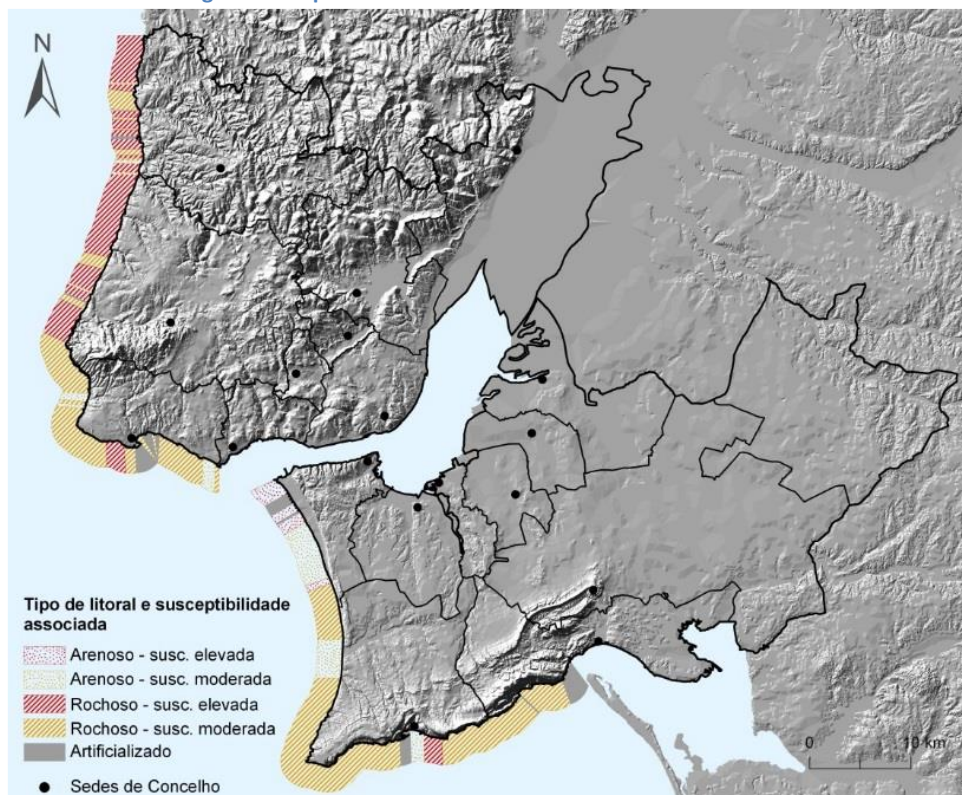 N
Tipo de litoral e susceptibilidade
associada
Arenoso - susc. elevada
Arenoso - susc. moderada
Rochoso - susc. elevada
Rochoso - susc. moderada
Artificializado
Sedes de Concelho
0 10 km